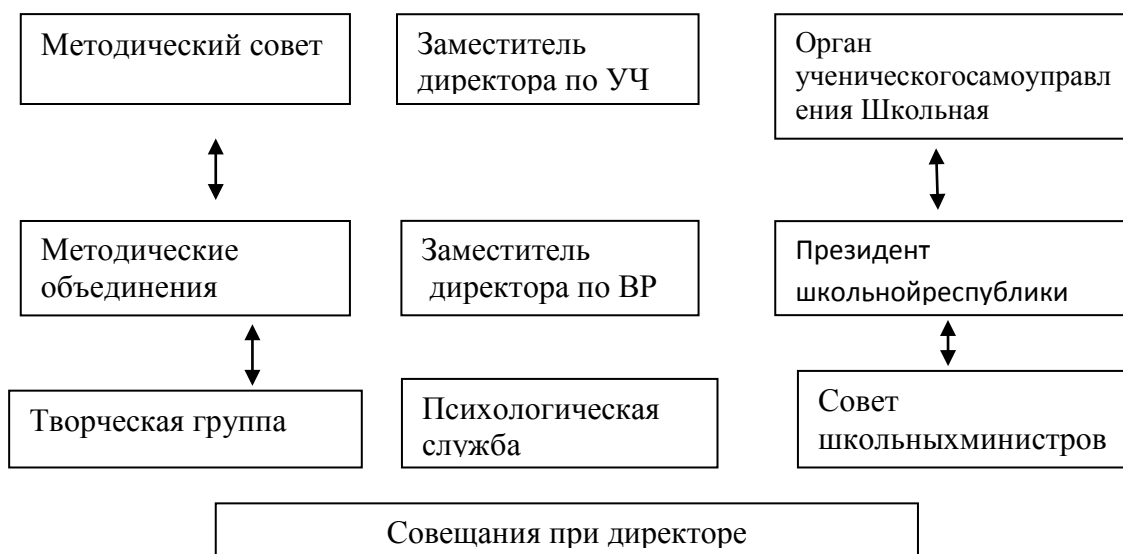 Методический совет
Заместитель
директора по УЧ
Орган
ученическогосамоуправл
ения Школьная
Методические
объединения
Заместитель
директора по ВР
Президент
школьнойреспублики
Творческая группа
Психологическая
служба
Совет
школьныхминистров
Совещания при директоре